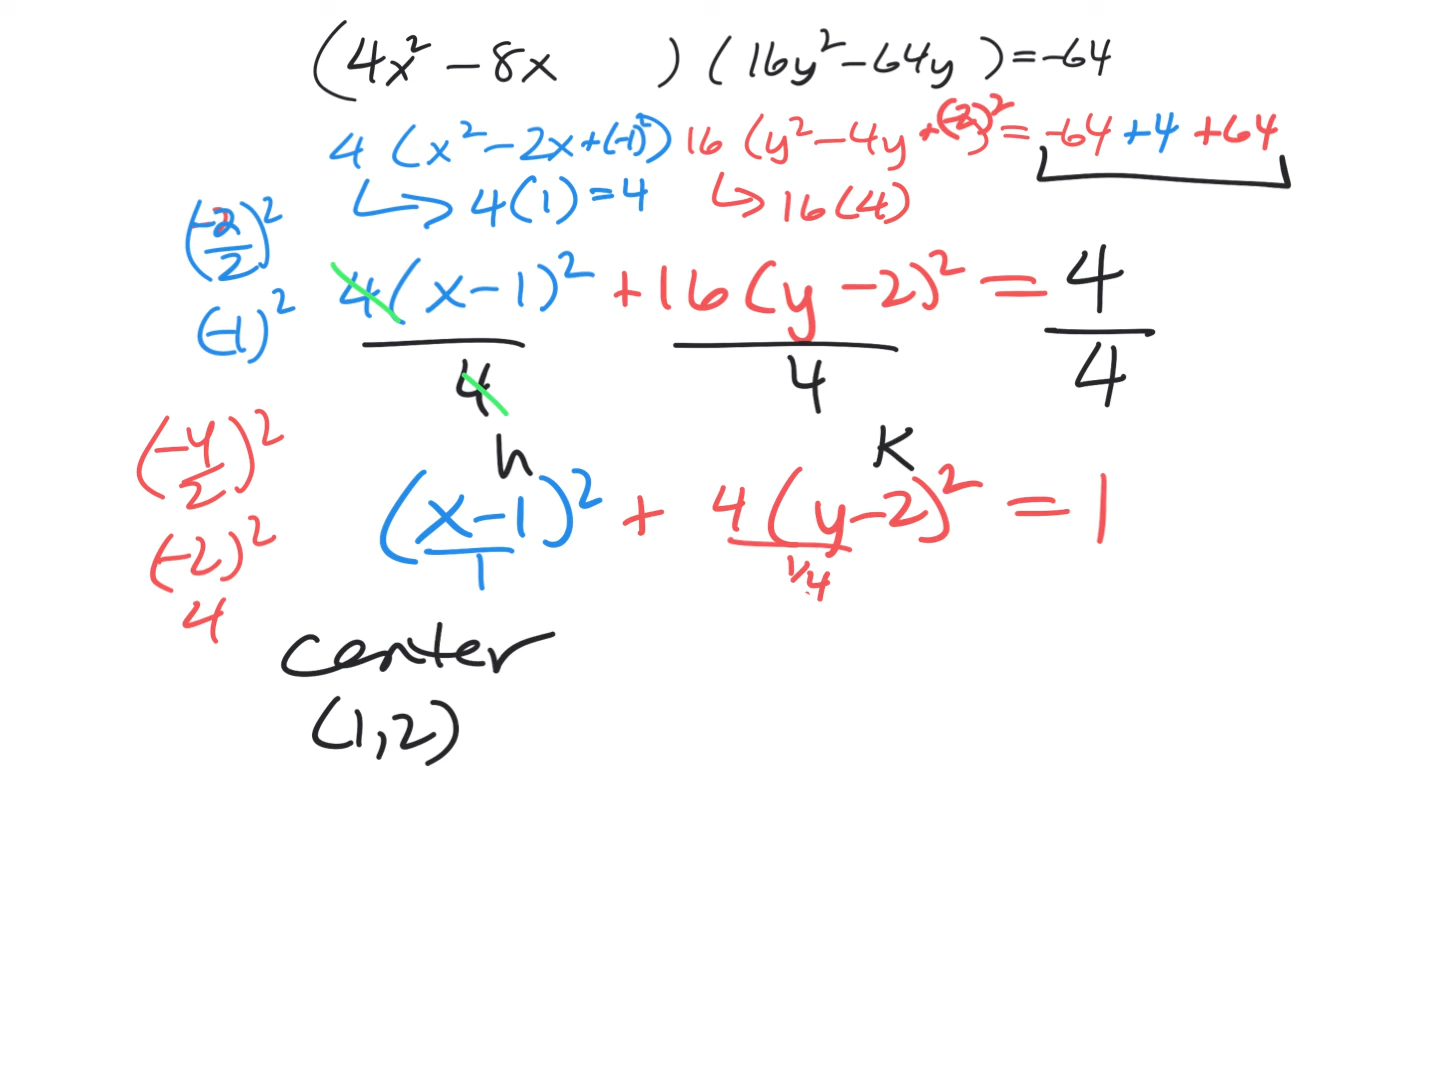 (4x² - 8x ) (16y² - 64y ) = -64
4 (x² - 2x + (-1)²) 16 (y² - 4y + (-2)²) = -64 + 4 + 64
↳ 4(1) = 4 ↳ 16(4)
(-2/2)²
4(x-1)² + 16(y-2)² = 4
(-1)²
4 4 4
(-4/2)²
h K
(x-1)² + 4(y-2)² = 1
1 1/4
(-2)²
4
center
(1,2)